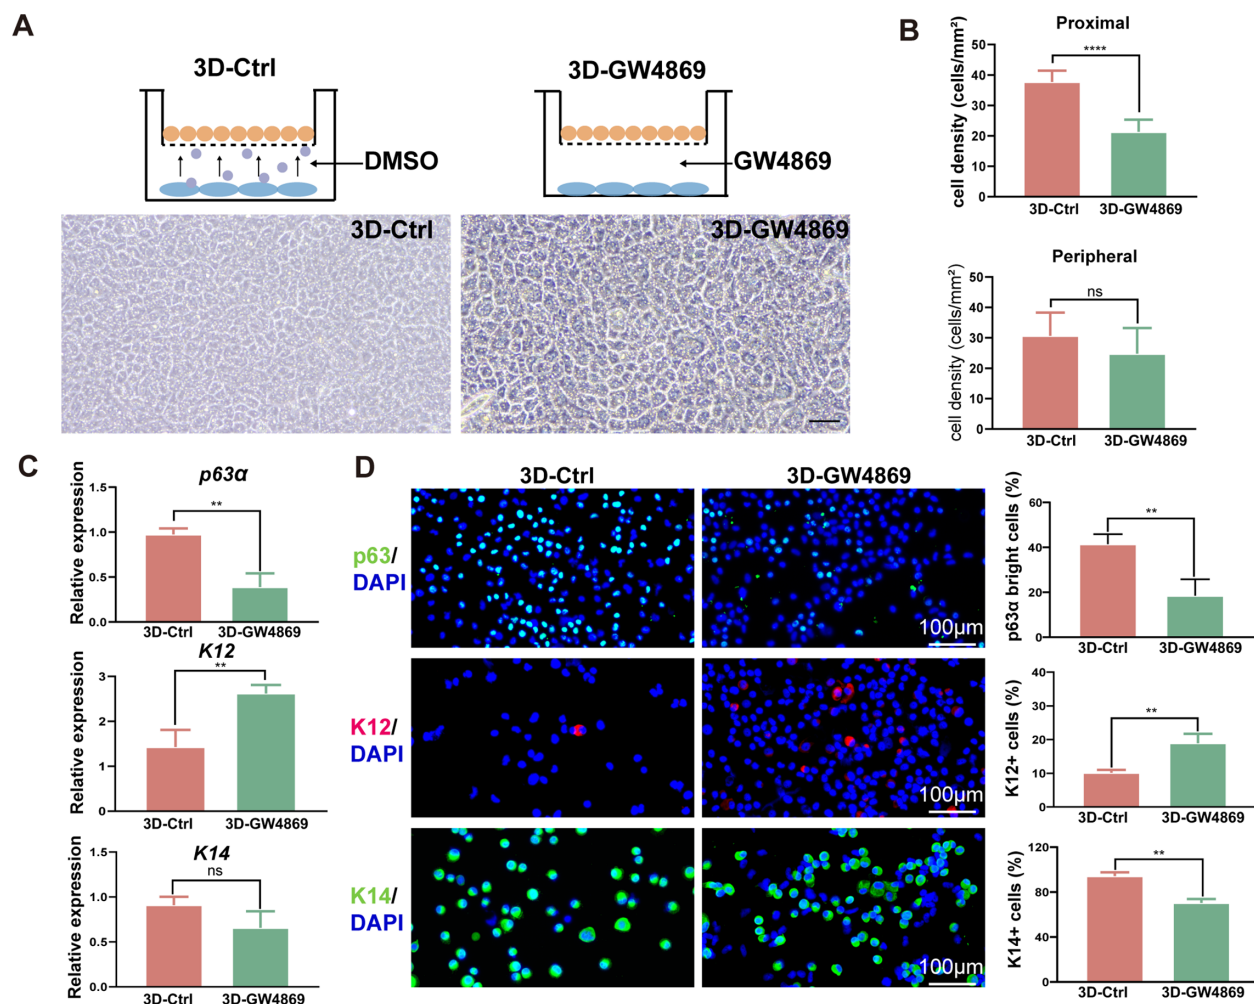 A
3D-Ctrl
3D-GW4869
DMSO
GW4869
3D-Ctrl
3D-GW4869
B
Proximal
cell density (cells/mm²)
50
40
30
20
10
0
****
3D-Ctrl
3D-GW4869
Peripheral
cell density (cells/mm²)
50
40
30
20
10
0
ns
3D-Ctrl
3D-GW4869
C
p63α
Relative expression
1.5
1.0
0.5
0.0
**
3D-Ctrl
3D-GW4869
K12
Relative expression
3
2
1
0
**
3D-Ctrl
3D-GW4869
K14
Relative expression
1.5
1.0
0.5
0.0
ns
3D-Ctrl
3D-GW4869
D
3D-Ctrl
3D-GW4869
p63/
DAPI
100μm
p63α bright cells (%)
60
40
20
0
**
3D-Ctrl
3D-GW4869
K12/
DAPI
100μm
K12+ cells (%)
40
30
20
10
0
**
3D-Ctrl
3D-GW4869
K14/
DAPI
100μm
K14+ cells (%)
120
80
40
0
**
3D-Ctrl
3D-GW4869